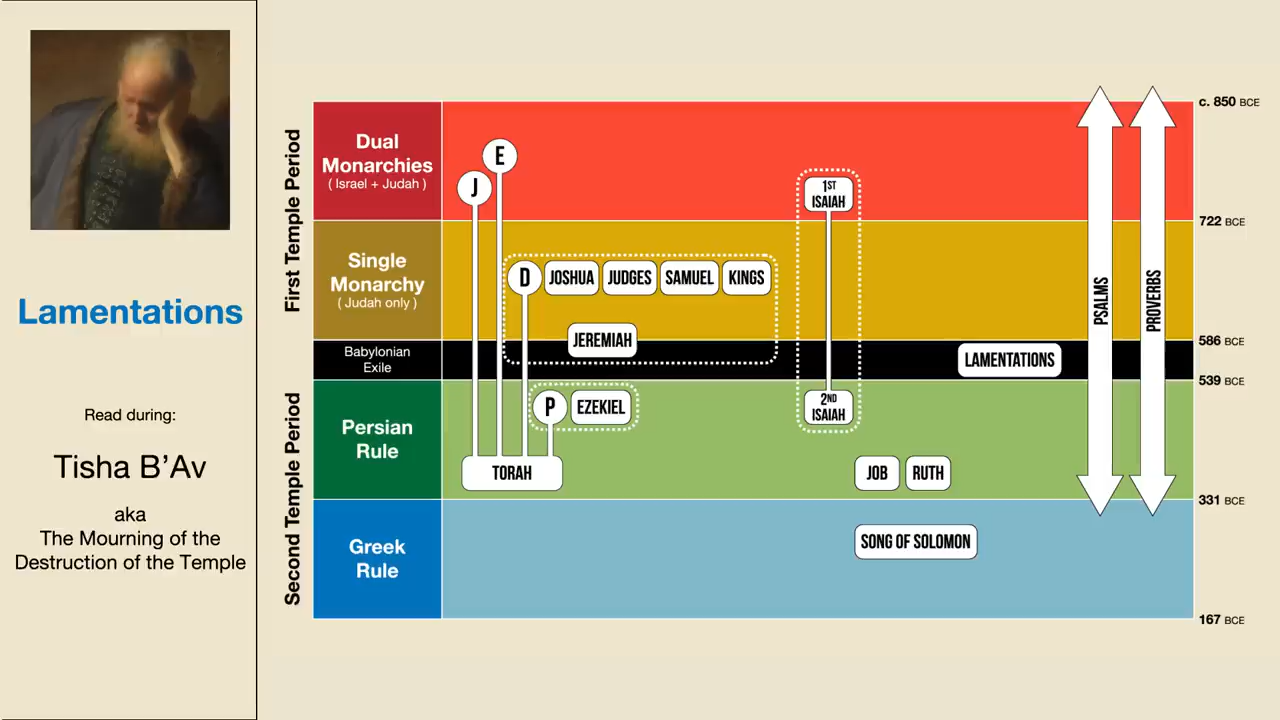 Lamentations
Read during:
Tisha B’Av
aka
The Mourning of the
Destruction of the Temple
First Temple Period
Second Temple Period
Dual
Monarchies
( Israel + Judah )
Single
Monarchy
( Judah only )
Babylonian
Exile
Persian
Rule
Greek
Rule
E
J
1ST
ISAIAH
D
JOSHUA
JUDGES
SAMUEL
KINGS
JEREMIAH
LAMENTATIONS
P
EZEKIEL
2ND
ISAIAH
TORAH
JOB
RUTH
SONG OF SOLOMON
PSALMS
PROVERBS
c. 850 BCE
722 BCE
586 BCE
539 BCE
331 BCE
167 BCE